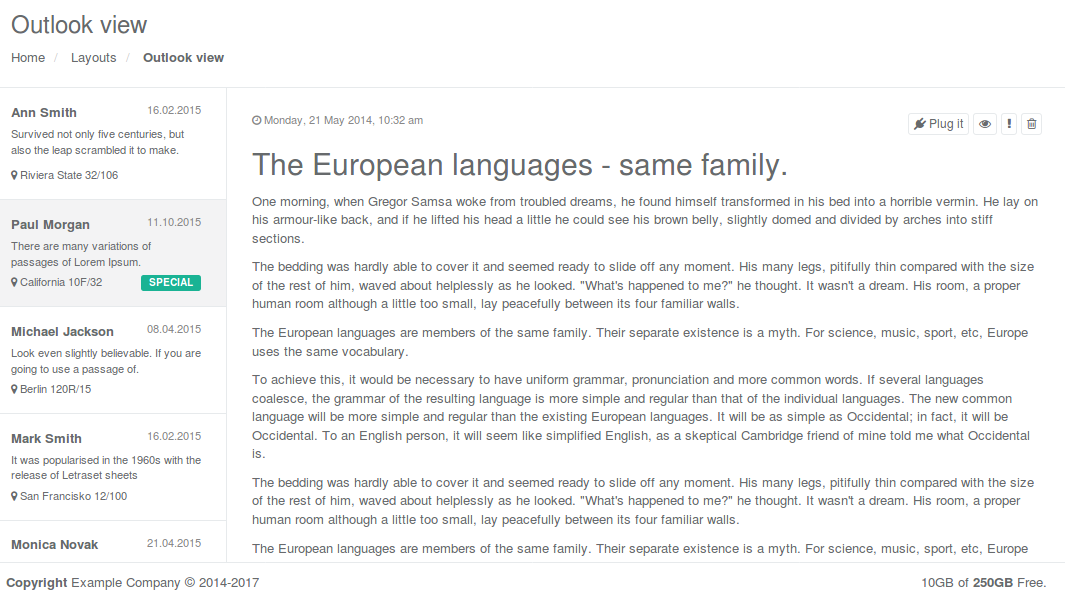 Outlook view
Home / Layouts / Outlook view
Ann Smith 16.02.2015
Survived not only five centuries, but
also the leap scrambled it to make.
Riviera State 32/106
Paul Morgan 11.10.2015
There are many variations of
passages of Lorem Ipsum.
California 10F/32 SPECIAL
Michael Jackson 08.04.2015
Look even slightly believable. If you are
going to use a passage of.
Berlin 120R/15
Mark Smith 16.02.2015
It was popularised in the 1960s with the
release of Letraset sheets
San Francisko 12/100
Monica Novak 21.04.2015
Monday, 21 May 2014, 10:32 am
Plug it
The European languages - same family.
One morning, when Gregor Samsa woke from troubled dreams, he found himself transformed in his bed into a horrible vermin. He lay on
his armour-like back, and if he lifted his head a little he could see his brown belly, slightly domed and divided by arches into stiff
sections.
The bedding was hardly able to cover it and seemed ready to slide off any moment. His many legs, pitifully thin compared with the size
of the rest of him, waved about helplessly as he looked. "What's happened to me?" he thought. It wasn't a dream. His room, a proper
human room although a little too small, lay peacefully between its four familiar walls.
The European languages are members of the same family. Their separate existence is a myth. For science, music, sport, etc, Europe
uses the same vocabulary.
To achieve this, it would be necessary to have uniform grammar, pronunciation and more common words. If several languages
coalesce, the grammar of the resulting language is more simple and regular than that of the individual languages. The new common
language will be more simple and regular than the existing European languages. It will be as simple as Occidental; in fact, it will be
Occidental. To an English person, it will seem like simplified English, as a skeptical Cambridge friend of mine told me what Occidental
is.
The bedding was hardly able to cover it and seemed ready to slide off any moment. His many legs, pitifully thin compared with the size
of the rest of him, waved about helplessly as he looked. "What's happened to me?" he thought. It wasn't a dream. His room, a proper
human room although a little too small, lay peacefully between its four familiar walls.
The European languages are members of the same family. Their separate existence is a myth. For science, music, sport, etc, Europe
Copyright Example Company © 2014-2017
10GB of 250GB Free.